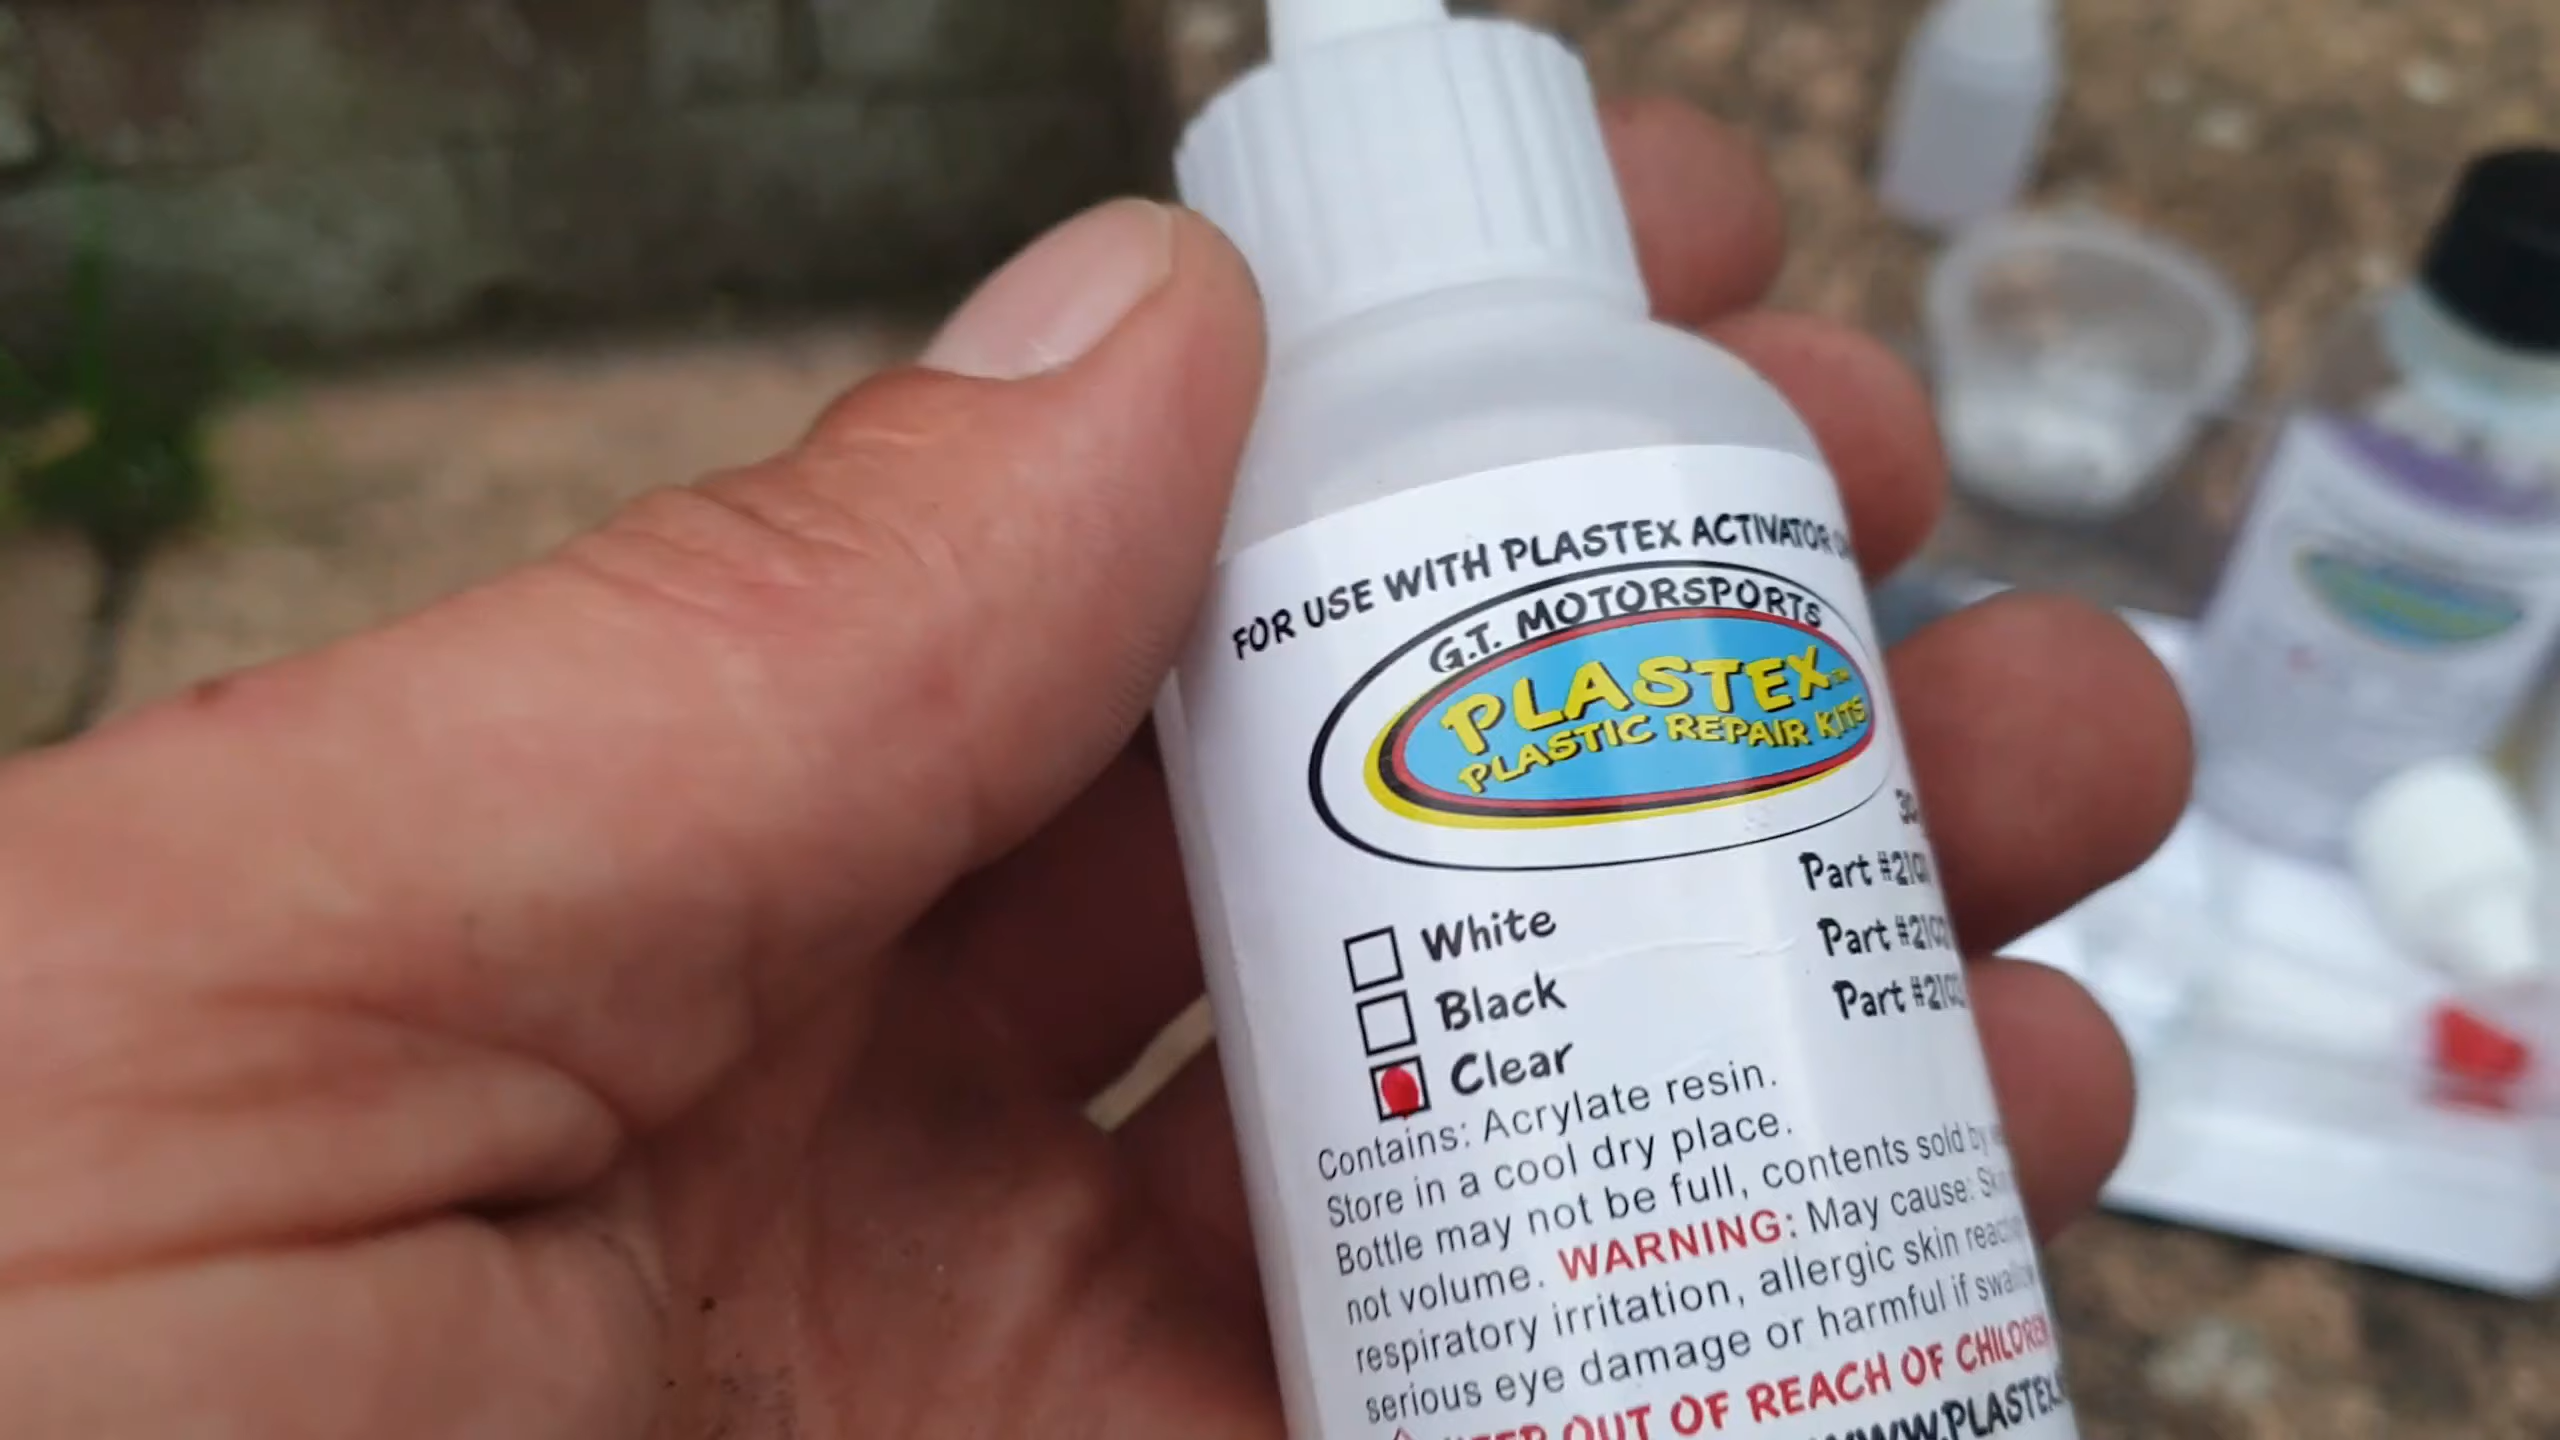 FOR USE WITH PLASTEX ACTIVATOR
G.T. MOTORSPORTS
PLASTEX
PLASTIC REPAIR KITS
White Part
Black Part
Clear Part
Contains: Acrylate resin.
Store in a cool dry place.
Bottle may not be full, contents sold by
not volume. WARNING: May cause:
respiratory irritation, allergic skin
serious eye damage or harmful if
KEEP OUT OF REACH OF CHILDREN